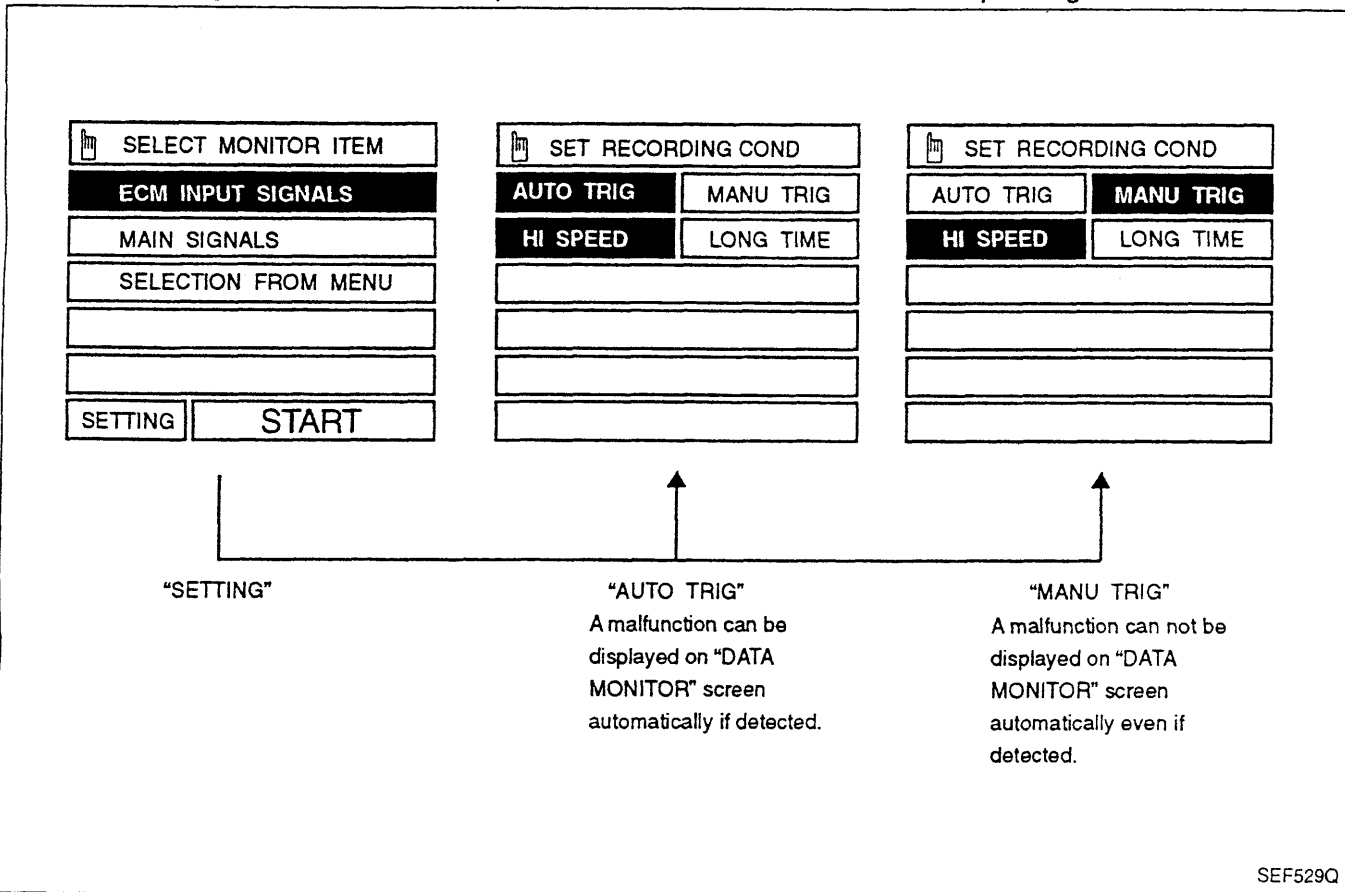 SELECT MONITOR ITEM
ECM INPUT SIGNALS
MAIN SIGNALS
SELECTION FROM MENU
SETTING START
SET RECORDING COND
AUTO TRIG MANU TRIG
HI SPEED LONG TIME
SET RECORDING COND
AUTO TRIG MANU TRIG
HI SPEED LONG TIME
“SETTING”
“AUTO TRIG”
A malfunction can be
displayed on “DATA
MONITOR” screen
automatically if detected.
“MANU TRIG”
A malfunction can not be
displayed on “DATA
MONITOR” screen
automatically even if
detected.
SEF529Q